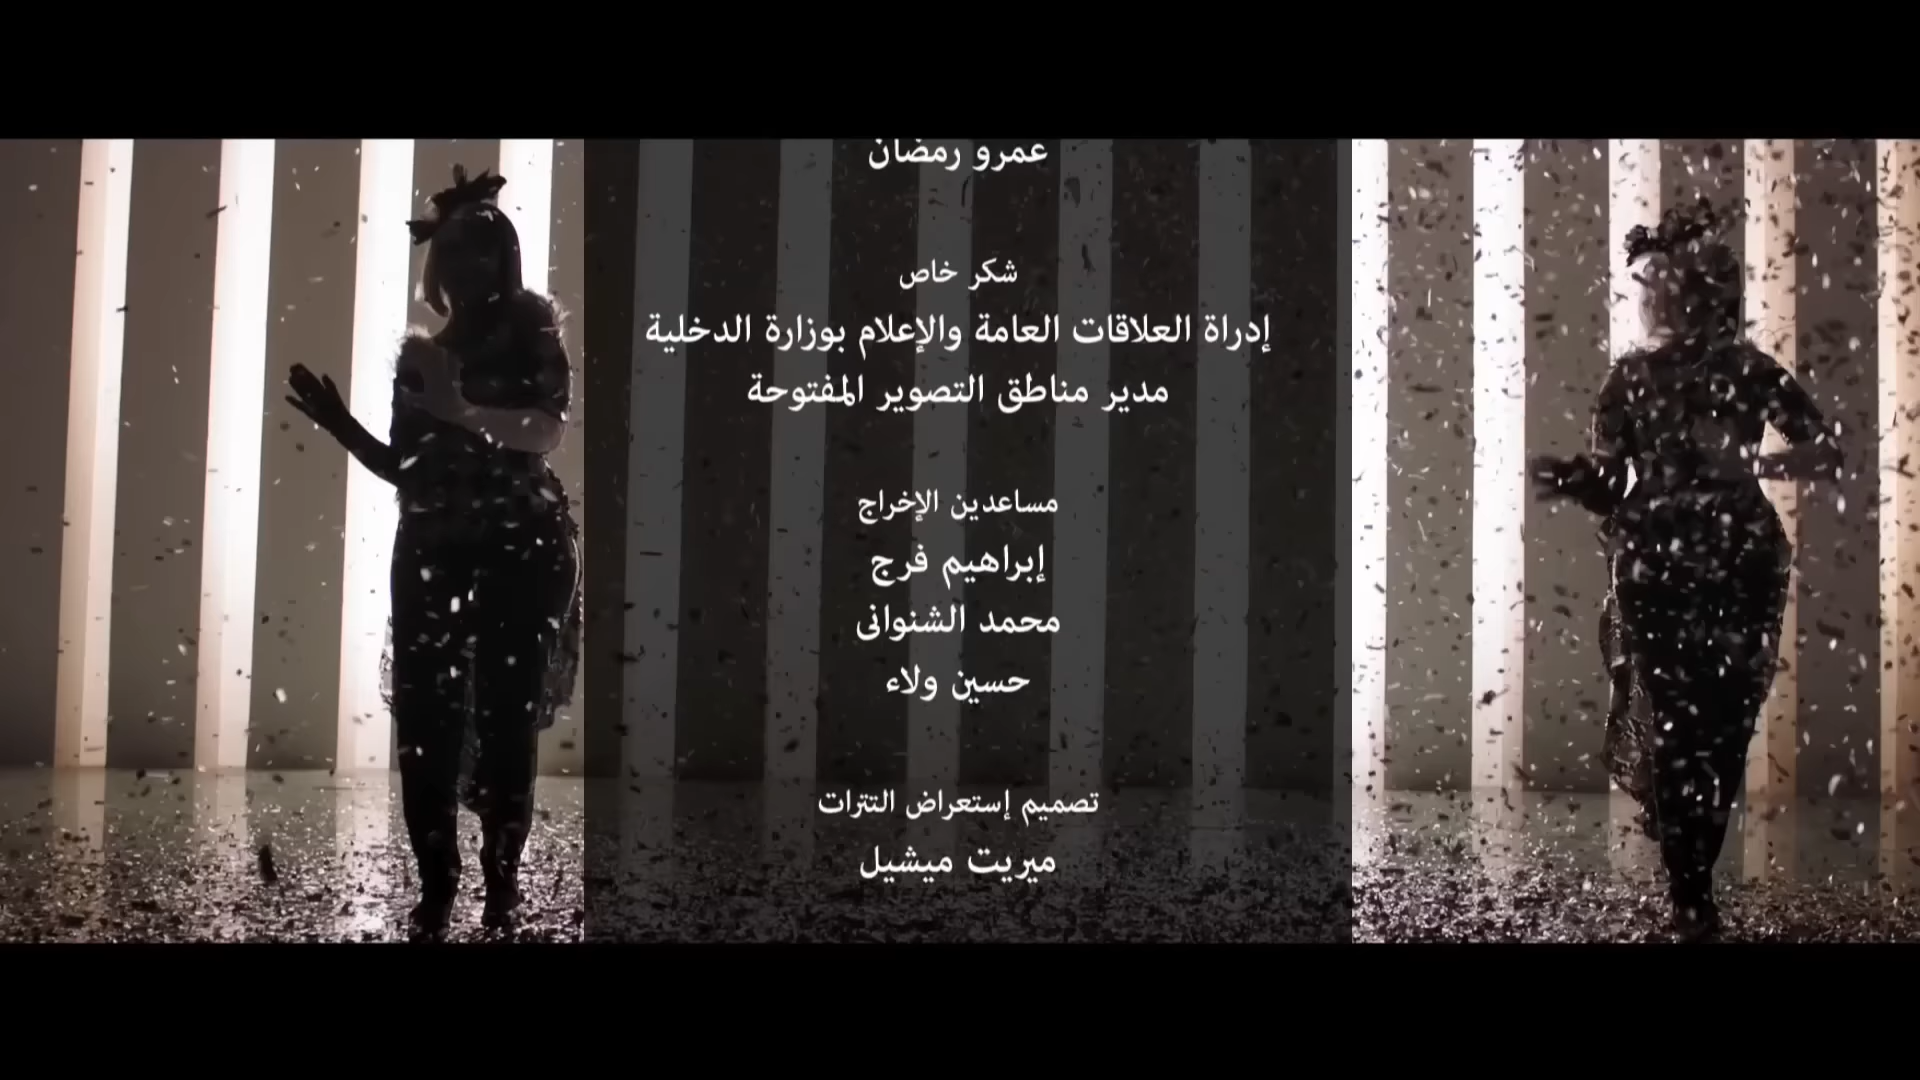 عمرو رمضان
شكر خاص
إدراة العلاقات العامة والإعلام بوزارة الدخلية
مدير مناطق التصوير المفتوحة
مساعدين الإخراج
إبراهيم فرج
محمد الشنوانى
حسين ولاء
تصميم إستعراض التترات
ميريت ميشيل